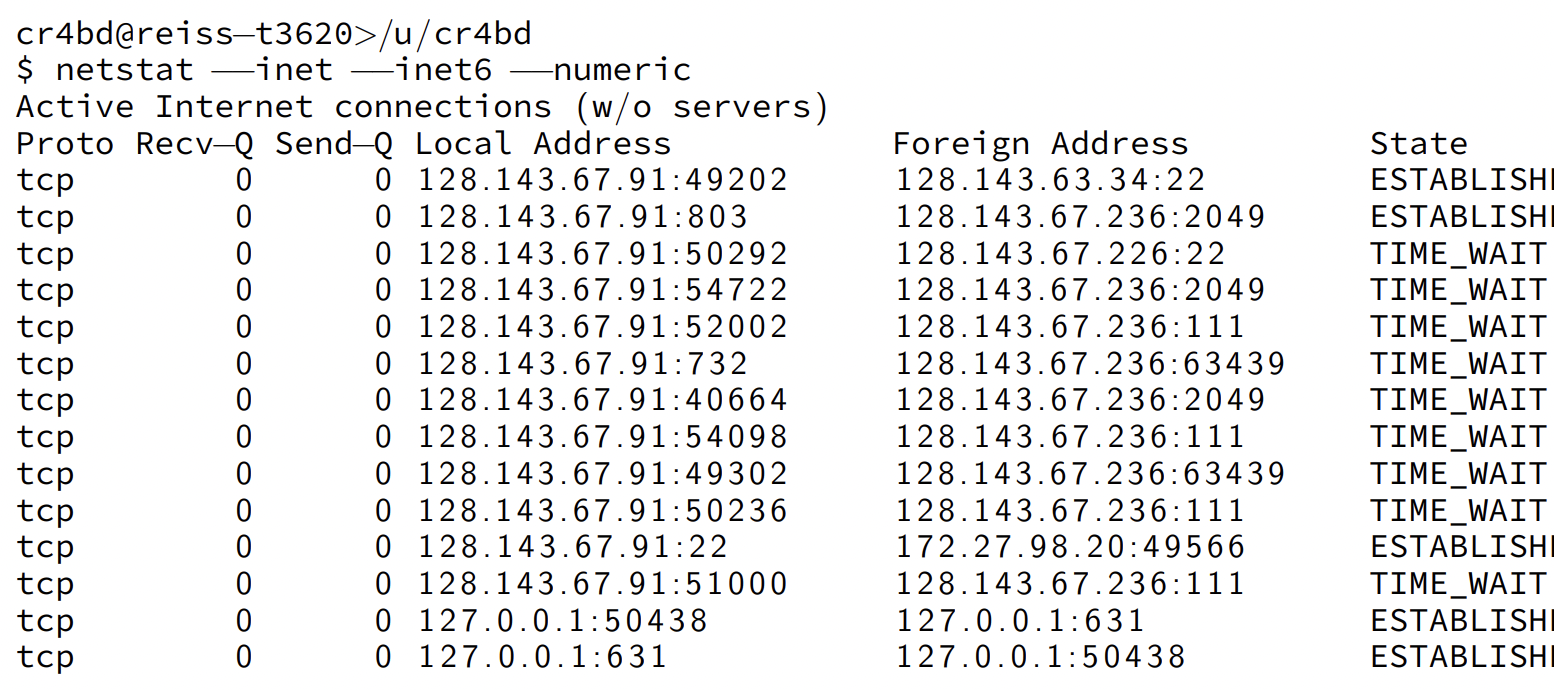 cr4bd@reiss–t3620>/u/cr4bd
$ netstat ––inet ––inet6 ––numeric
Active Internet connections (w/o servers)
Proto Recv–Q Send–Q Local Address Foreign Address State
tcp 0 0 128.143.67.91:49202 128.143.63.34:22 ESTABLISH
tcp 0 0 128.143.67.91:803 128.143.67.236:2049 ESTABLISH
tcp 0 0 128.143.67.91:50292 128.143.67.226:22 TIME_WAIT
tcp 0 0 128.143.67.91:54722 128.143.67.236:2049 TIME_WAIT
tcp 0 0 128.143.67.91:52002 128.143.67.236:111 TIME_WAIT
tcp 0 0 128.143.67.91:732 128.143.67.236:63439 TIME_WAIT
tcp 0 0 128.143.67.91:40664 128.143.67.236:2049 TIME_WAIT
tcp 0 0 128.143.67.91:54098 128.143.67.236:111 TIME_WAIT
tcp 0 0 128.143.67.91:49302 128.143.67.236:63439 TIME_WAIT
tcp 0 0 128.143.67.91:50236 128.143.67.236:111 TIME_WAIT
tcp 0 0 128.143.67.91:22 172.27.98.20:49566 ESTABLISH
tcp 0 0 128.143.67.91:51000 128.143.67.236:111 TIME_WAIT
tcp 0 0 127.0.0.1:50438 127.0.0.1:631 ESTABLISH
tcp 0 0 127.0.0.1:631 127.0.0.1:50438 ESTABLISH